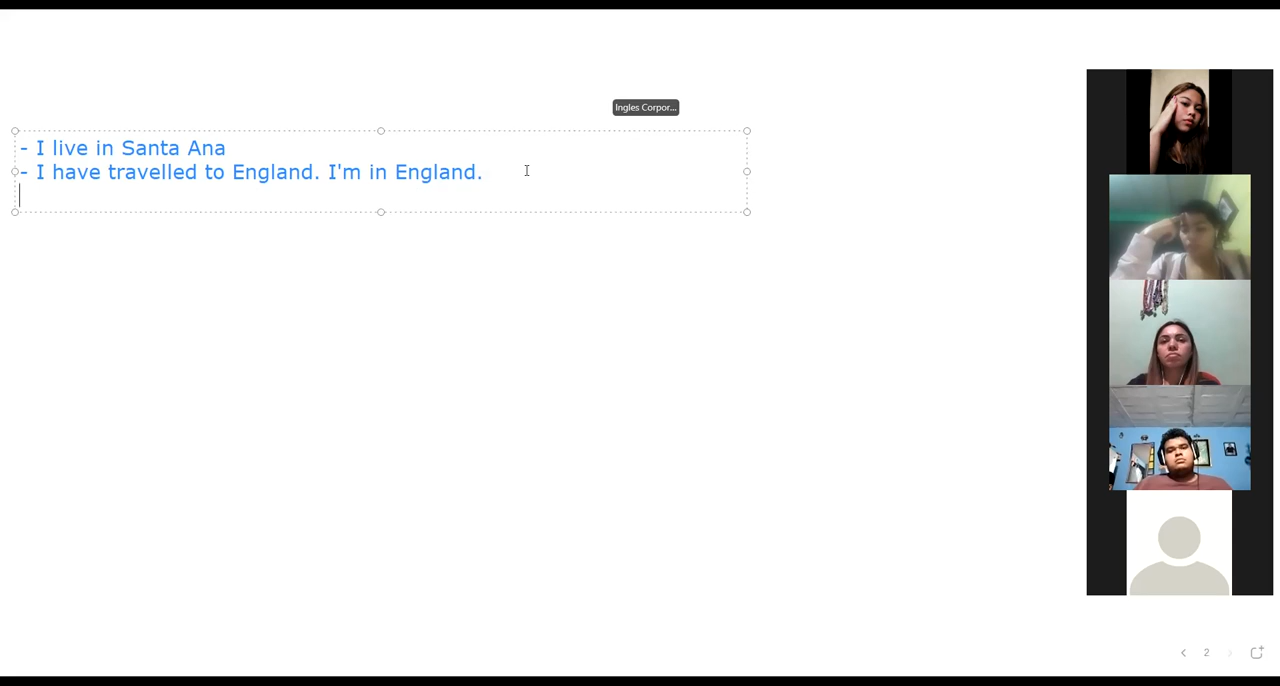 Ingles Corpor...
- I live in Santa Ana
- I have travelled to England. I'm in England.
2